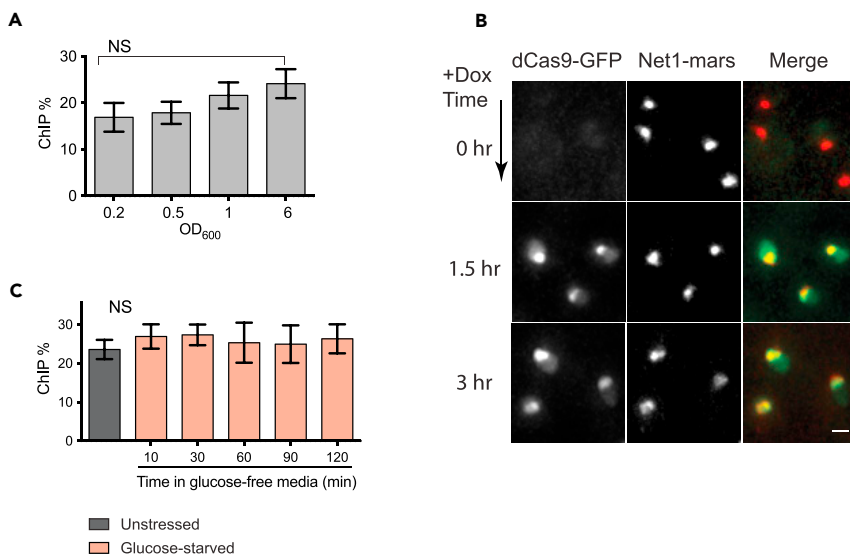 A
NS
ChIP %
30
20
10
0
0.2 0.5 1 6
OD600
B
dCas9-GFP Net1-mars Merge
+Dox
Time
0 hr
1.5 hr
3 hr
C
NS
ChIP %
30
20
10
0
10 30 60 90 120
Time in glucose-free media (min)
Unstressed
Glucose-starved